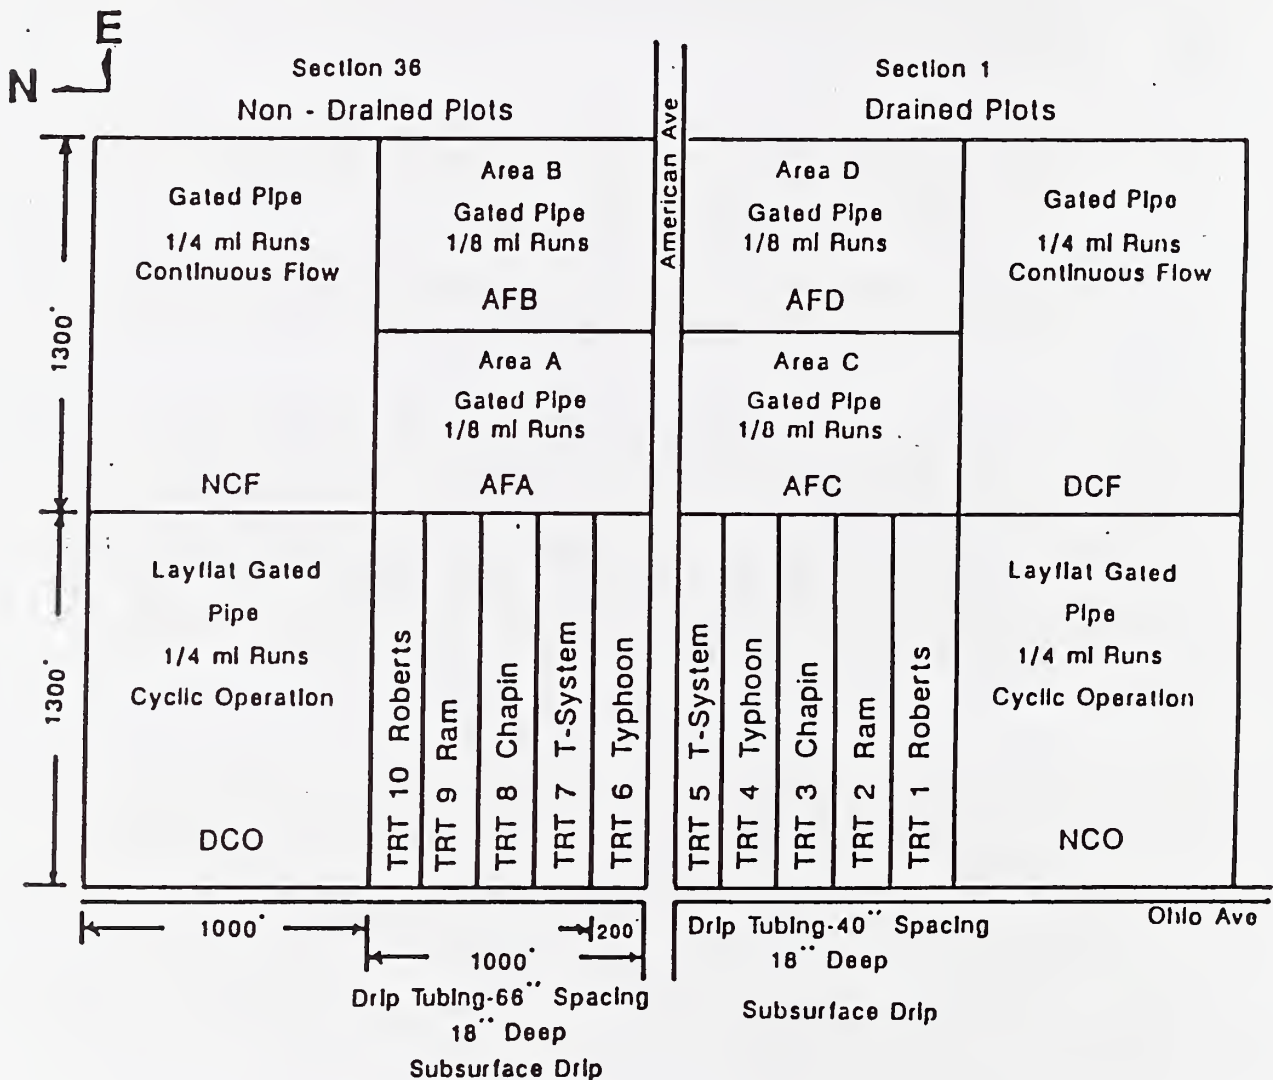 E
N
Section 36
Non - Drained Plots
Section 1
Drained Plots
American Ave
Gated Pipe
1/4 mi Runs
Continuous Flow
NCF
Area B
Gated Pipe
1/8 mi Runs
AFB
Area D
Gated Pipe
1/8 mi Runs
AFD
Gated Pipe
1/4 mi Runs
Continuous Flow
DCF
Area A
Gated Pipe
1/8 mi Runs
AFA
Area C
Gated Pipe
1/8 mi Runs
AFC
1300'
1300'
Layflat Gated
Pipe
1/4 mi Runs
Cyclic Operation
DCO
TRT 10 Roberts
TRT 9 Ram
TRT 8 Chapin
TRT 7 T-System
TRT 6 Typhoon
TRT 5 T-System
TRT 4 Typhoon
TRT 3 Chapin
TRT 2 Ram
TRT 1 Roberts
Layflat Gated
Pipe
1/4 mi Runs
Cyclic Operation
NCO
Ohio Ave
1000'
200'
1000'
Drip Tubing-66" Spacing
18" Deep
Subsurface Drip
Drip Tubing-40" Spacing
18" Deep
Subsurface Drip